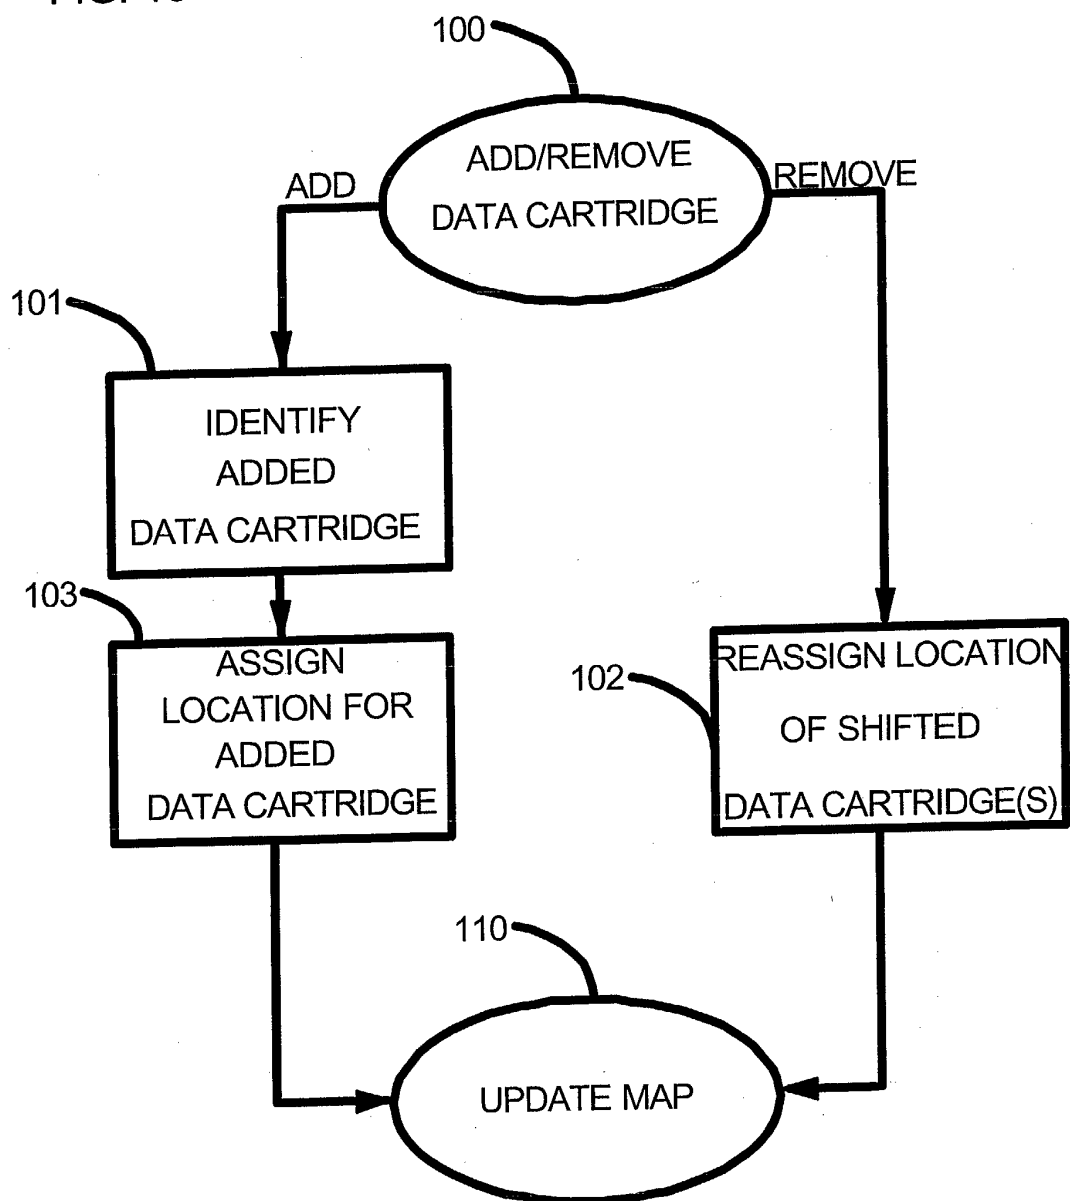 100
ADD/REMOVE
DATA CARTRIDGE
ADD
REMOVE
101
IDENTIFY
ADDED
DATA CARTRIDGE
103
ASSIGN
LOCATION FOR
ADDED
DATA CARTRIDGE
102
REASSIGN LOCATION
OF SHIFTED
DATA CARTRIDGE(S)
110
UPDATE MAP